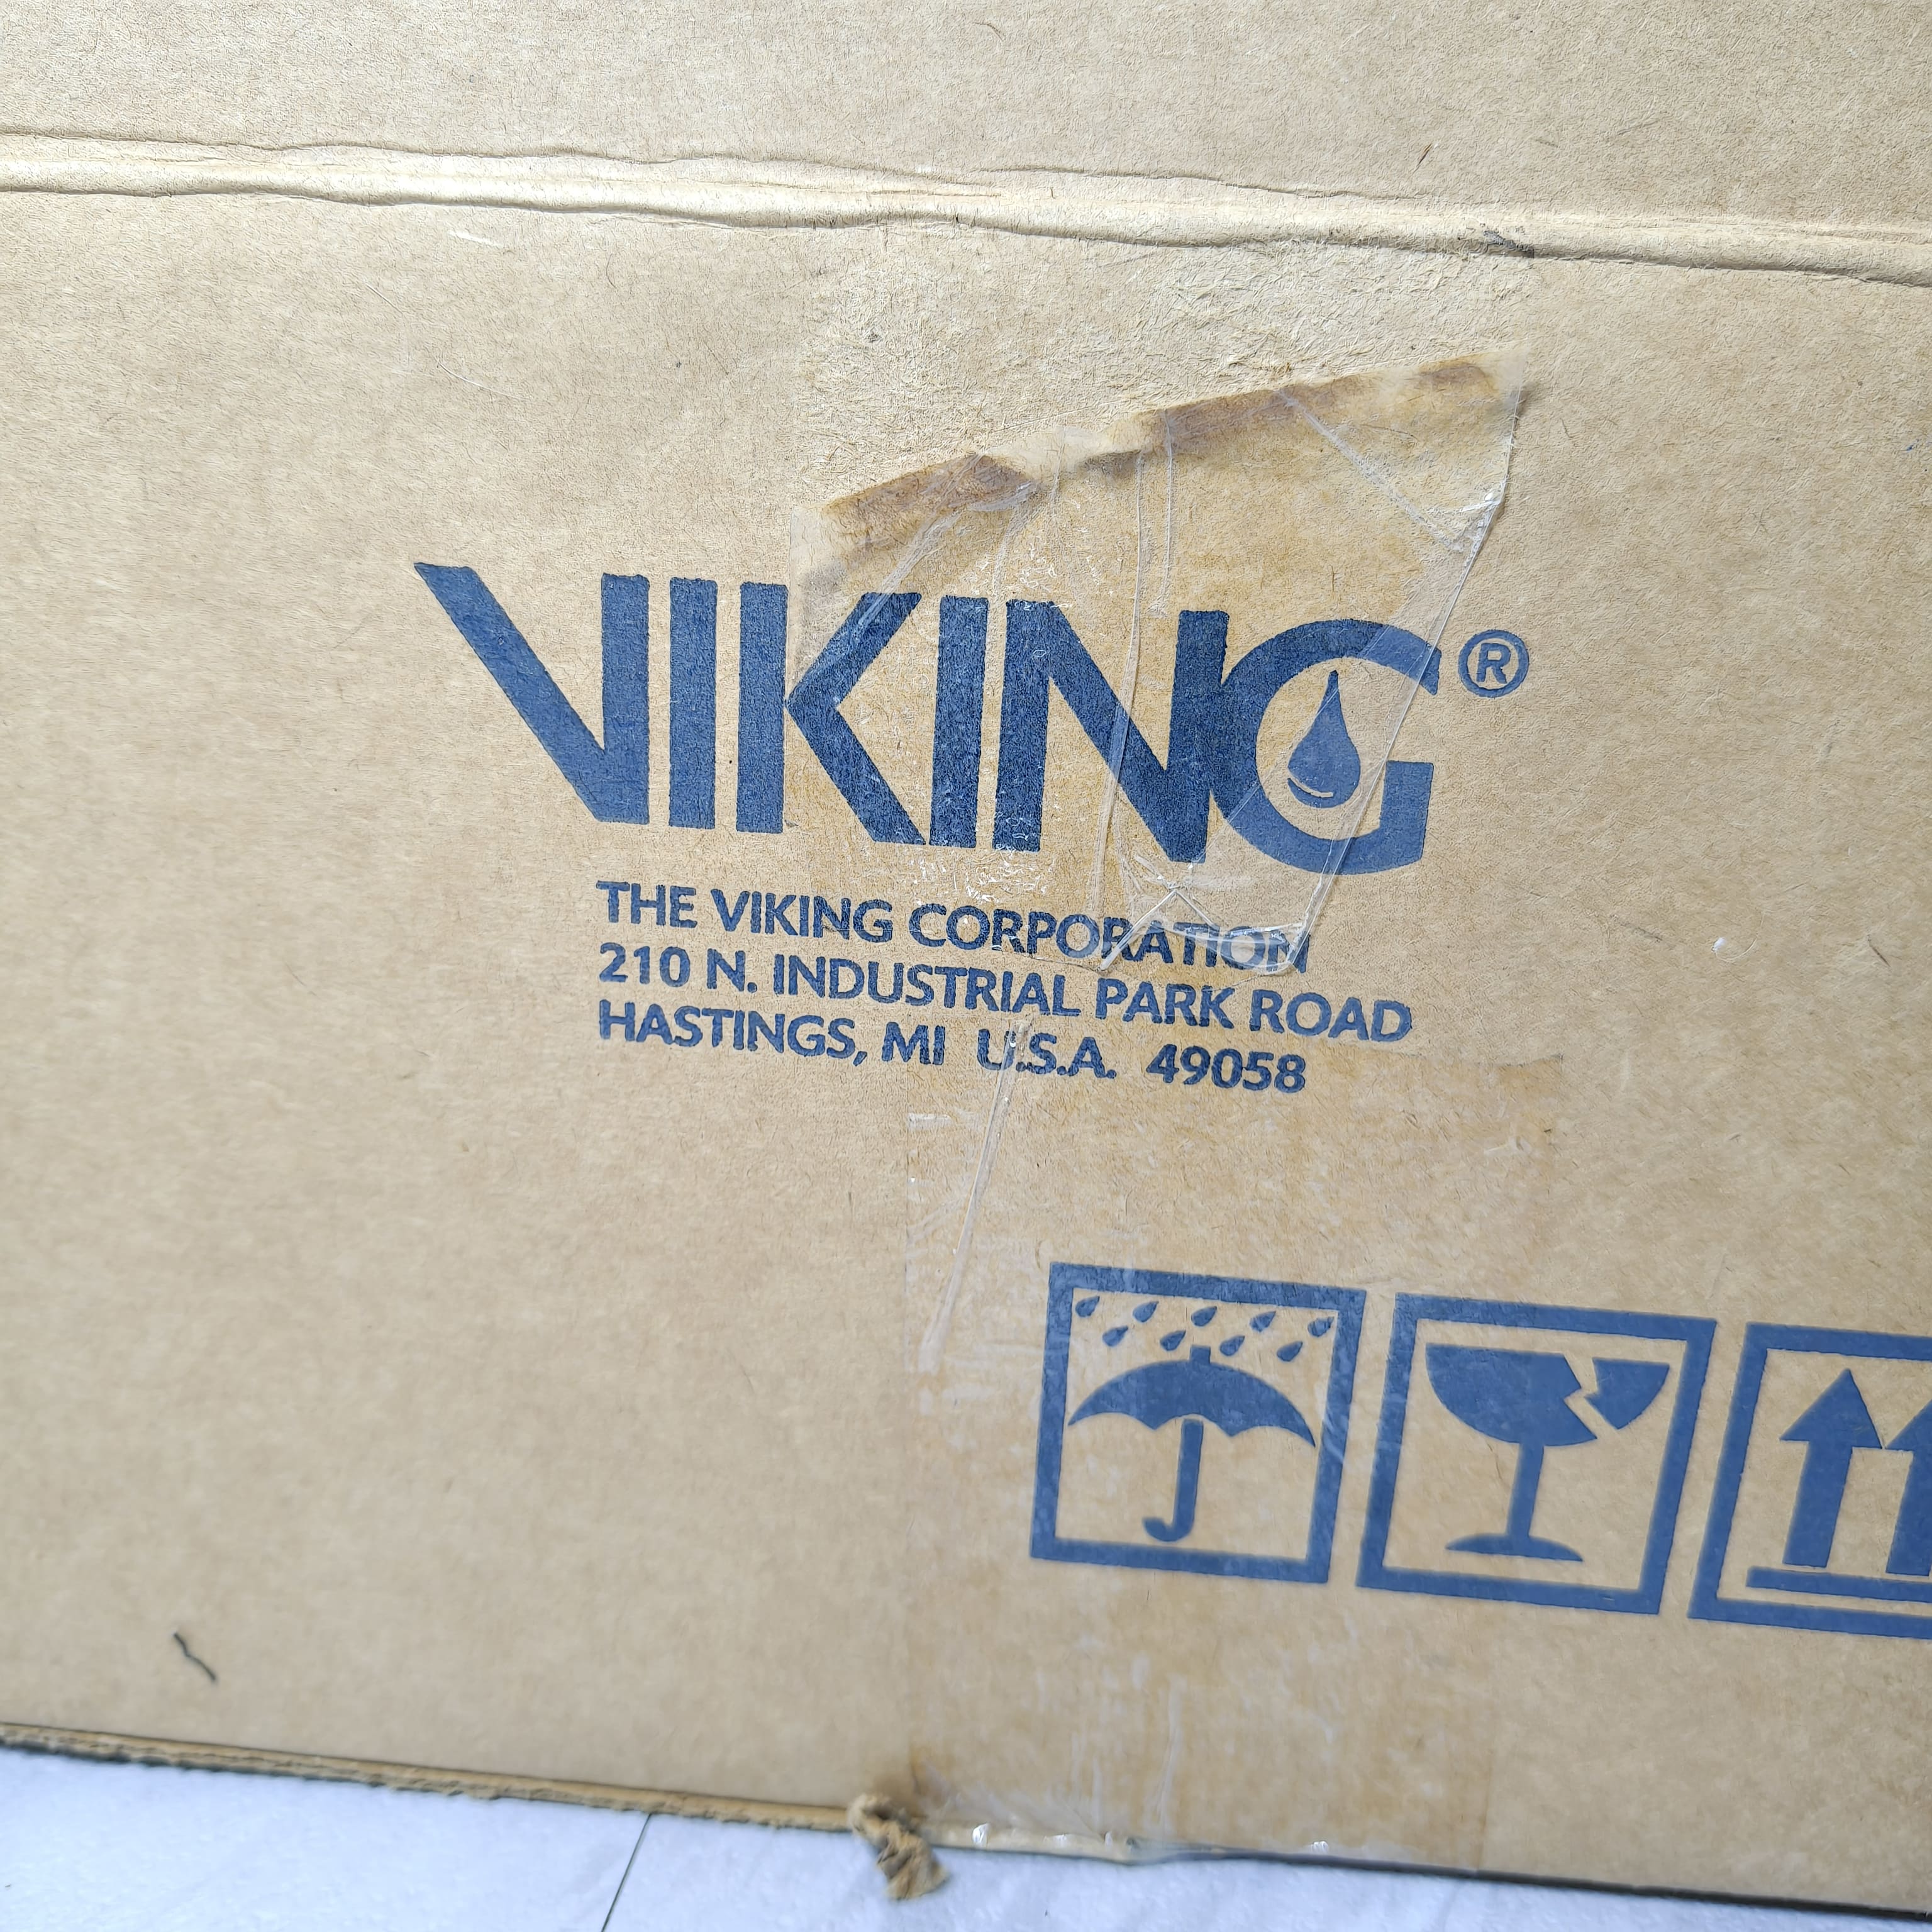 VIKING®
THE VIKING CORPORATION
210 N. INDUSTRIAL PARK ROAD
HASTINGS, MI U.S.A. 49058